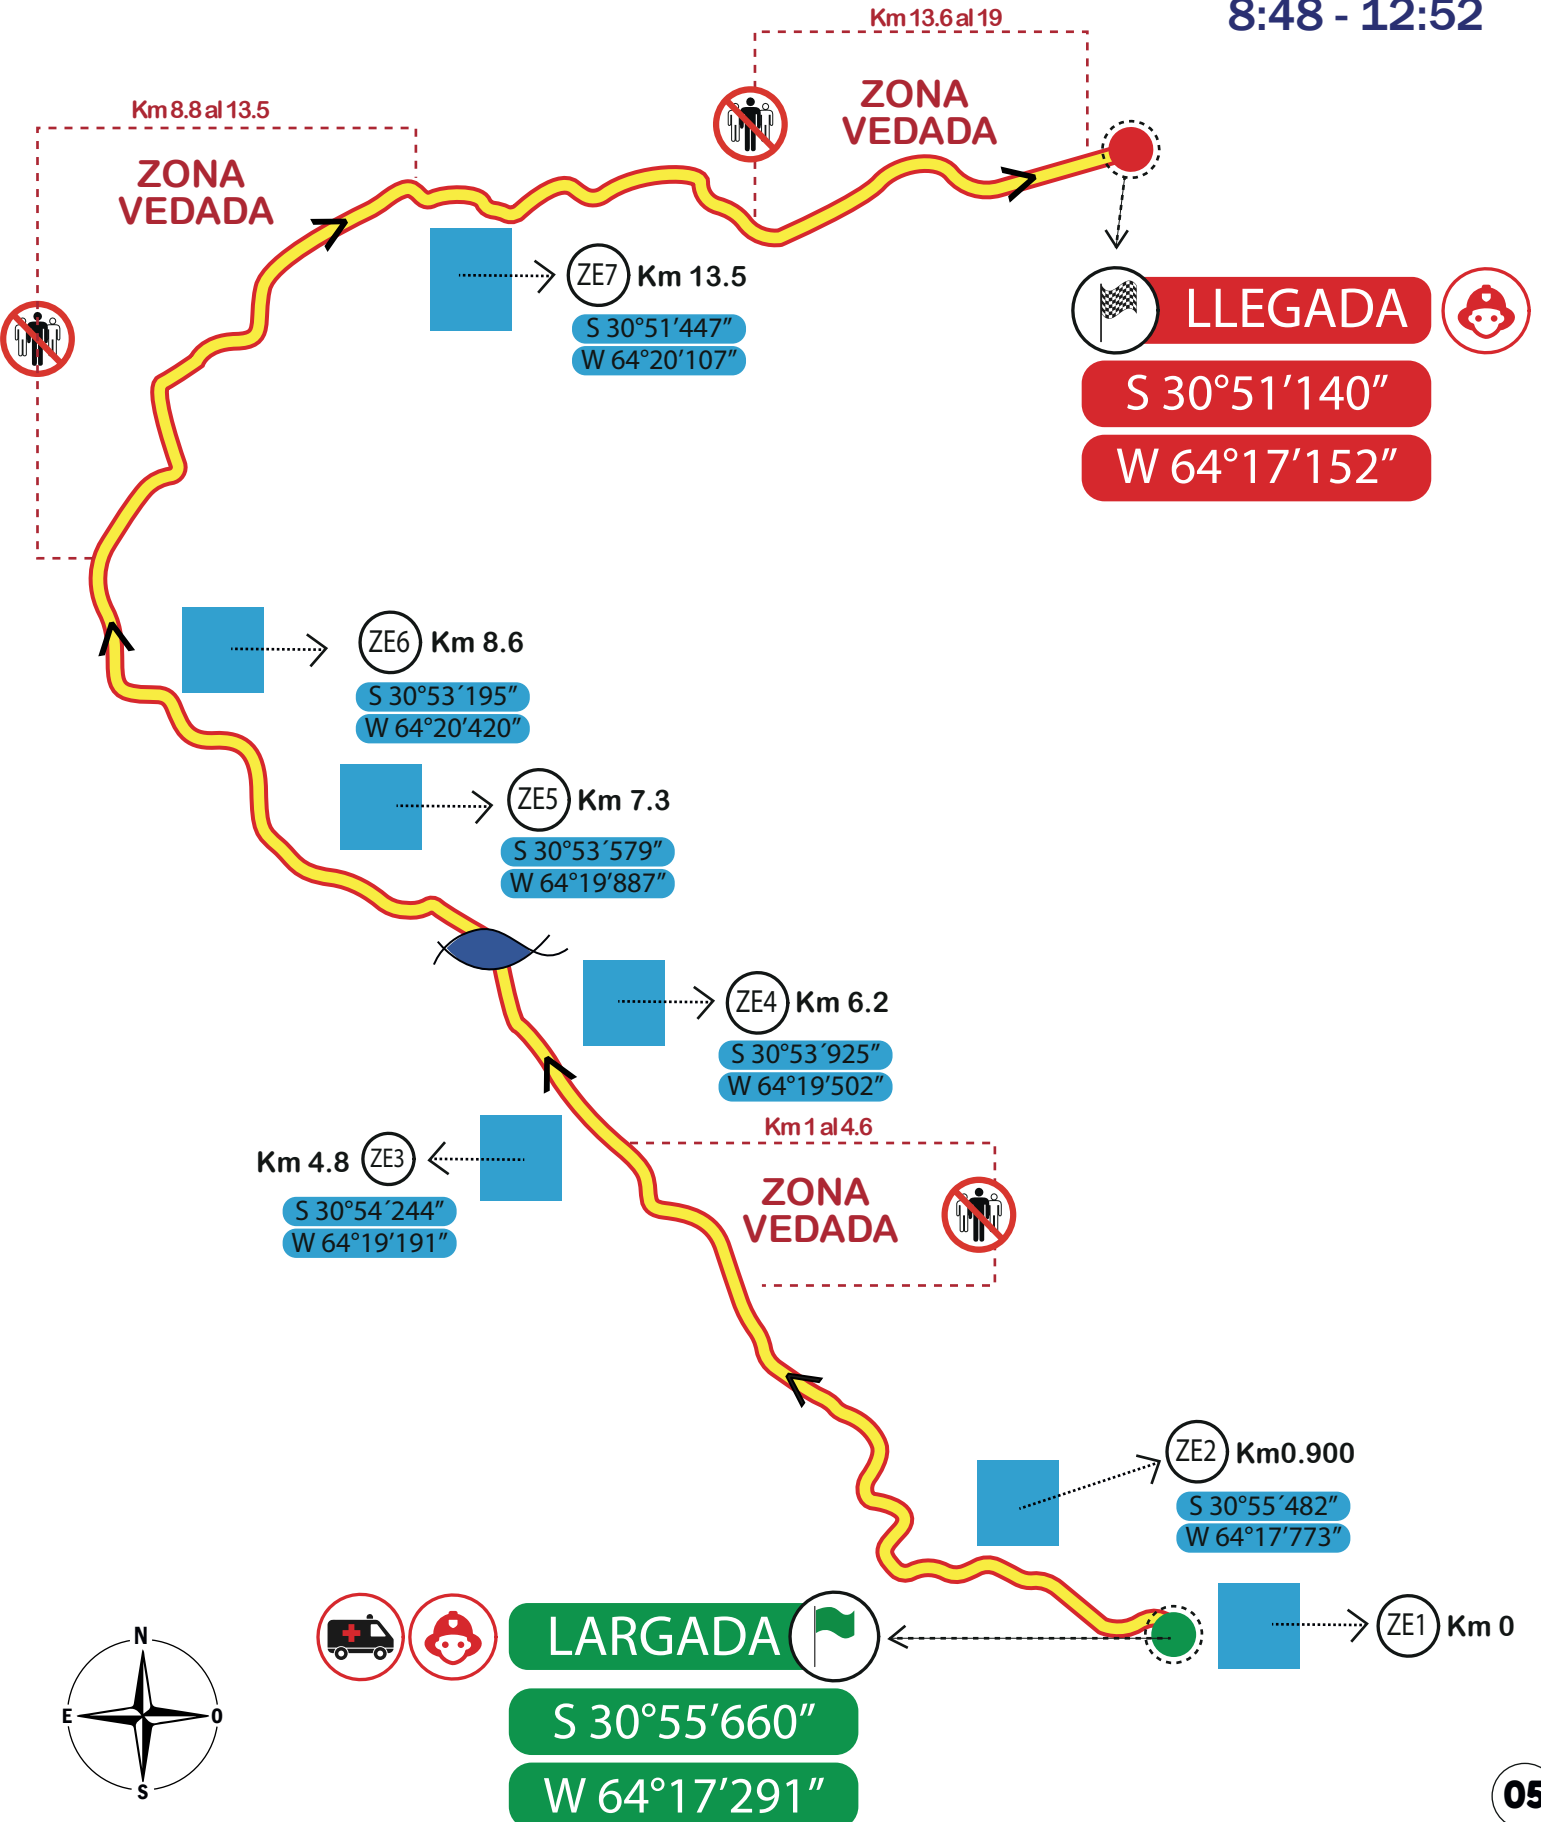 Km 13.6 al 19
8:48 - 12:52
ZONA
VEDADA
Km 8.8 al 13.5
ZONA
VEDADA
ZE7 Km 13.5
S 30°51’447”
W 64°20’107”
LLEGADA
S 30°51’140”
W 64°17’152”
ZE6 Km 8.6
S 30°53´195”
W 64°20’420”
ZE5 Km 7.3
S 30°53´579”
W 64°19’887”
ZE4 Km 6.2
S 30°53´925”
W 64°19’502”
Km 1 al 4.6
ZONA
VEDADA
Km 4.8 ZE3
S 30°54´244”
W 64°19’191”
ZE2 Km0.900
S 30°55´482”
W 64°17’773”
ZE1 Km 0
LARGADA
S 30°55’660”
W 64°17’291”
N
E O
S
05